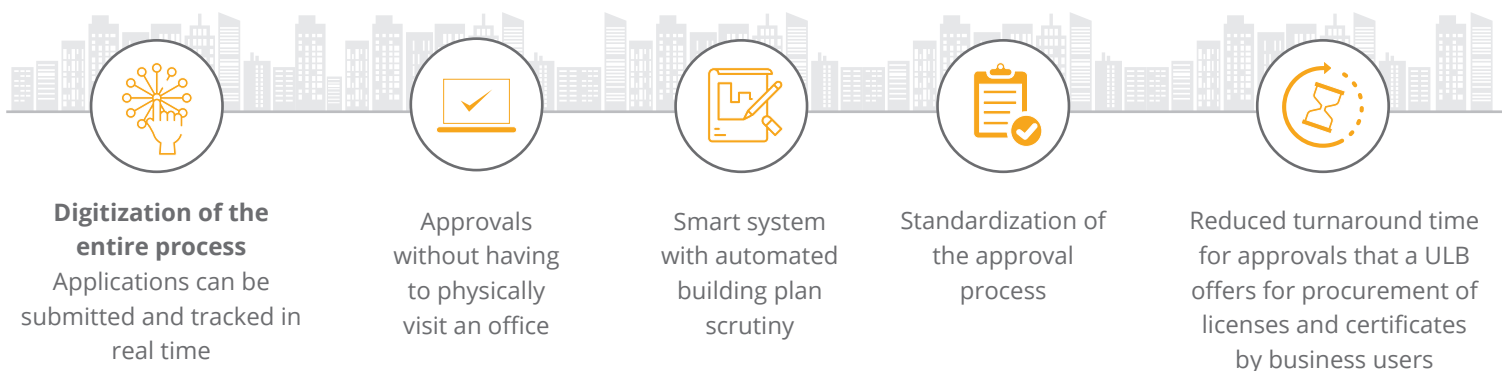 Digitization of the
entire process
Applications can be
submitted and tracked in
real time
Approvals
without having
to physically
visit an office
Smart system
with automated
building plan
scrutiny
Standardization of
the approval
process
Reduced turnaround time
for approvals that a ULB
offers for procurement of
licenses and certificates
by business users